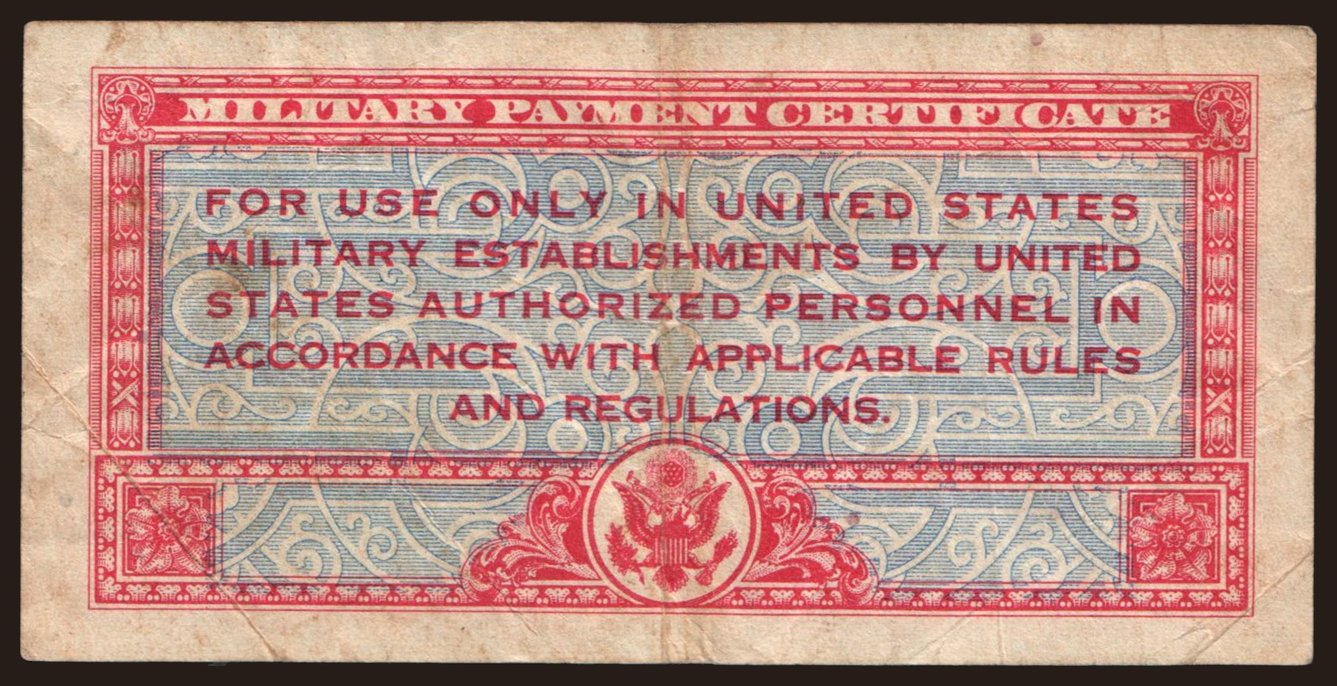 MILITARY PAYMENT CERTIFICATE
FOR USE ONLY IN UNITED STATES
MILITARY ESTABLISHMENTS BY UNITED
STATES AUTHORIZED PERSONNEL IN
ACCORDANCE WITH APPLICABLE RULES
AND REGULATIONS.